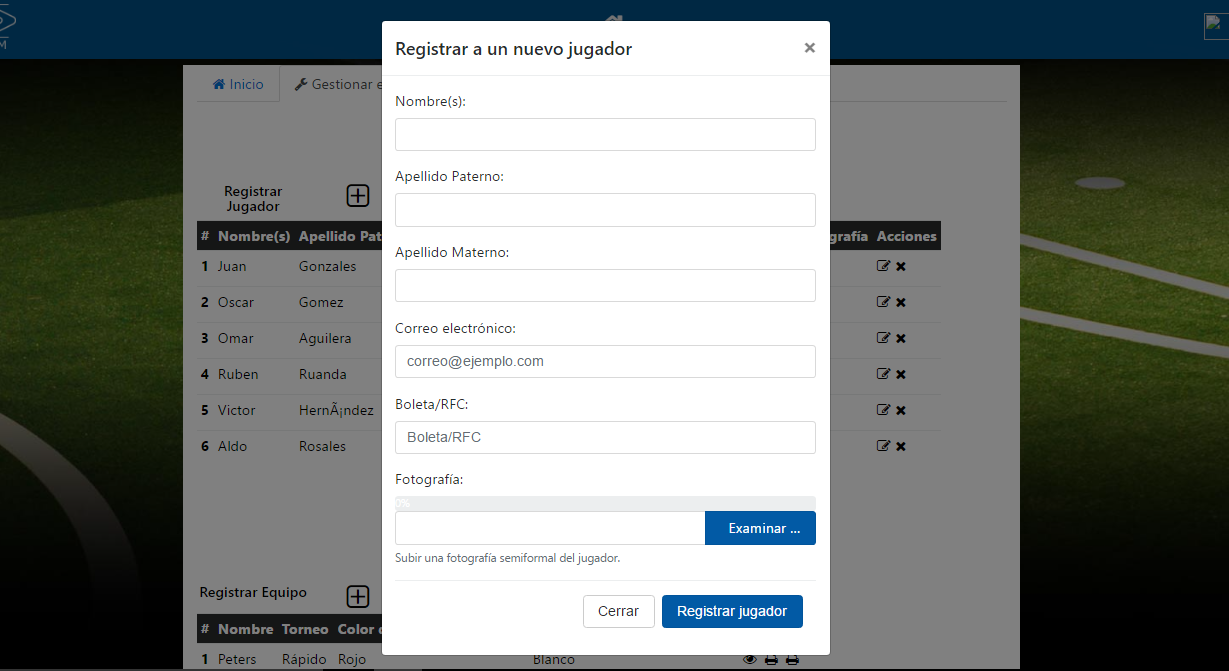 M
Registrar a un nuevo jugador
×
Inicio
Gestionar e
Nombre(s):
Apellido Paterno:
Registrar
Jugador
Apellido Materno:
# Nombre(s) Apellido Pat
grafía Acciones
1 Juan Gonzales
2 Oscar Gomez
3 Omar Aguilera
4 Ruben Ruanda
5 Victor HernÃ¡ndez
6 Aldo Rosales
Correo electrónico:
correo@ejemplo.com
Boleta/RFC:
Boleta/RFC
Fotografía:
0%
Examinar ...
Subir una fotografía semiformal del jugador.
Cerrar
Registrar jugador
Registrar Equipo
# Nombre Torneo Color
1 Peters Rápido Rojo Blanco